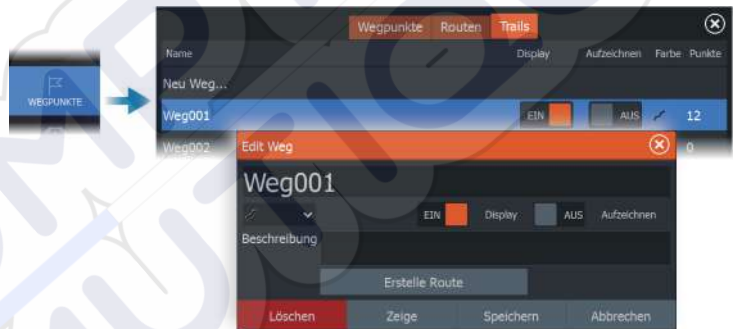 Wegpunkte Routen Trails
Name Display Aufzeichnen Farbe Punkte
Neu Weg...
WEGPUNKTE
Weg001 EIN AUS 12
Weg002 0
Edit Weg
Weg001
EIN Display AUS Aufzeichnen
Beschreibung
Erstelle Route
Löschen Zeige Speichern Abbrechen